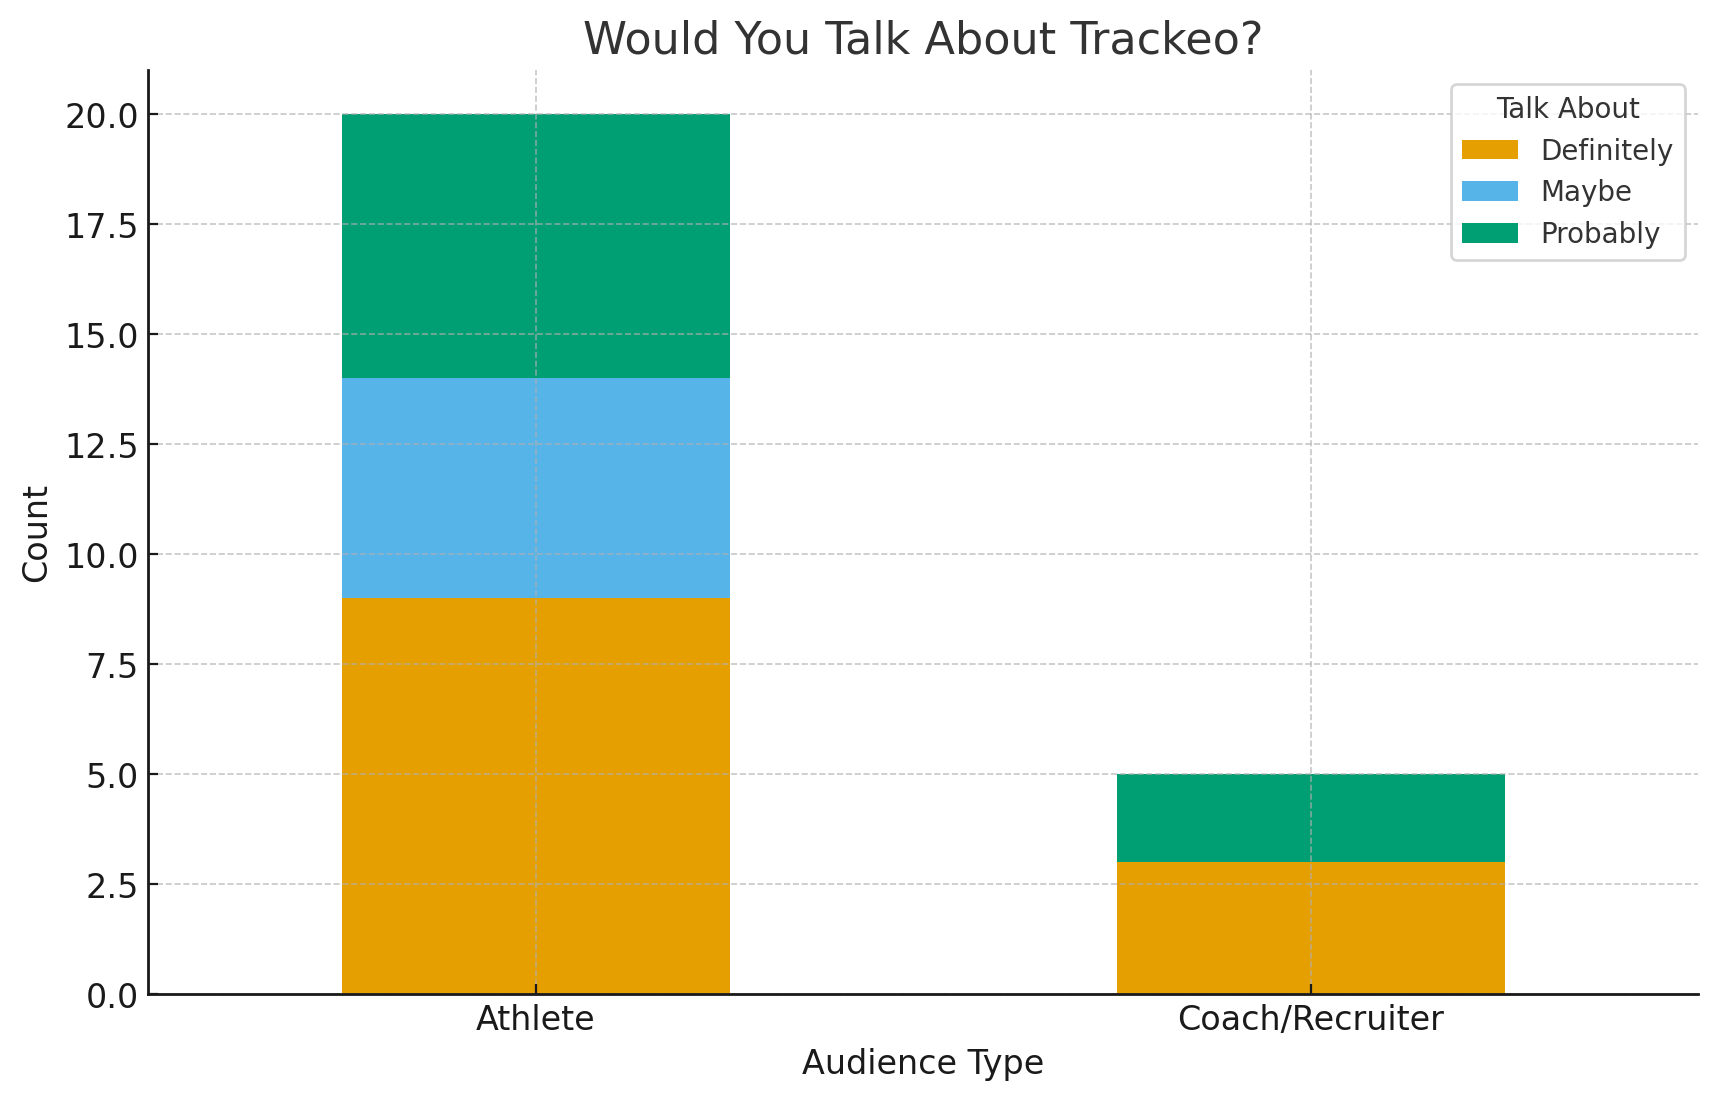 Would You Talk About Trackeo?
Talk About
Definitely
Maybe
Probably
20.0
17.5
15.0
12.5
10.0
7.5
5.0
2.5
0.0
Count
Athlete
Coach/Recruiter
Audience Type